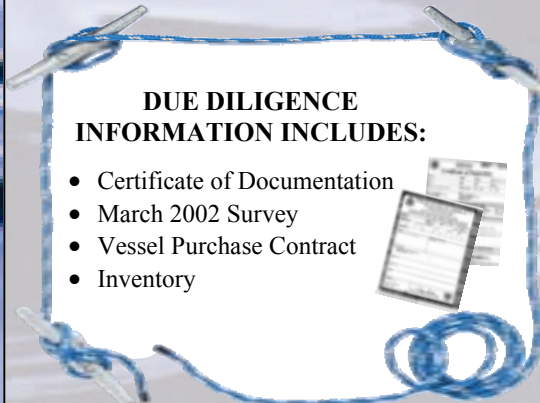 DUE DILIGENCE
INFORMATION INCLUDES:
• Certificate of Documentation
• March 2002 Survey
• Vessel Purchase Contract
• Inventory